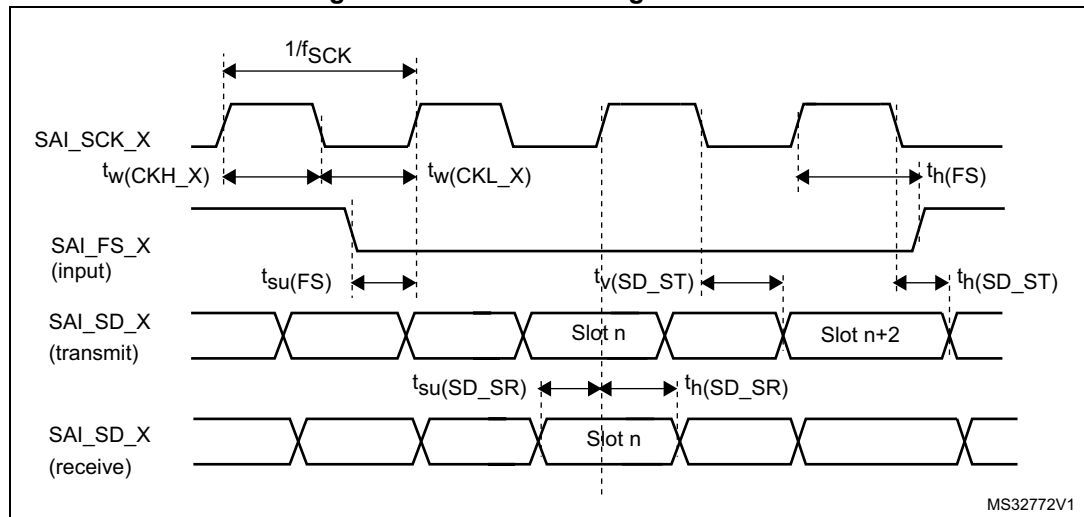 1/fSCK
SAI_SCK_X
tw(CKH_X)
tw(CKL_X)
th(FS)
SAI_FS_X
(input)
tsu(FS)
tv(SD_ST)
th(SD_ST)
SAI_SD_X
(transmit)
Slot n
Slot n+2
tsu(SD_SR)
th(SD_SR)
SAI_SD_X
(receive)
Slot n
MS32772V1